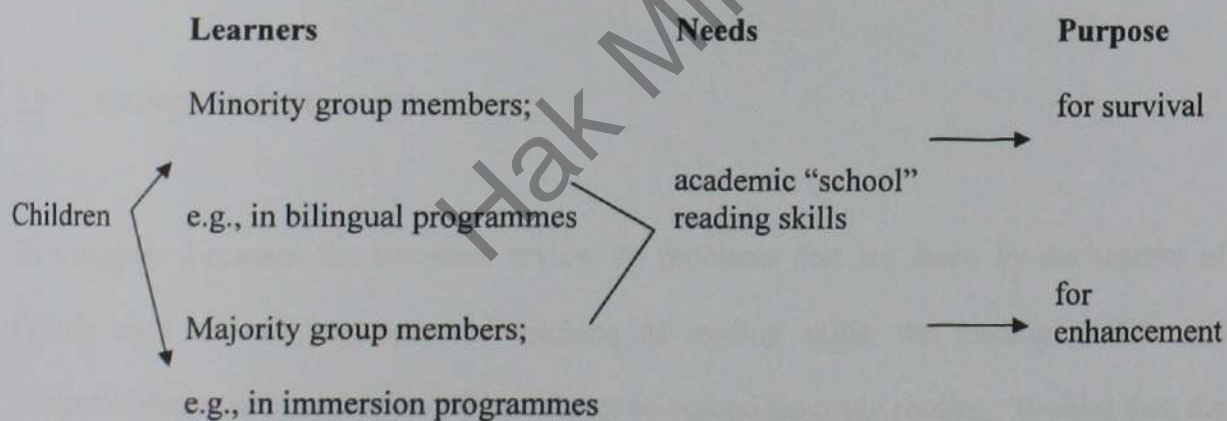 Learners Needs Purpose
Minority group members; for survival
academic "school"
Children e.g., in bilingual programmes reading skills
for
Majority group members; enhancement
e.g., in immersion programmes
Hak